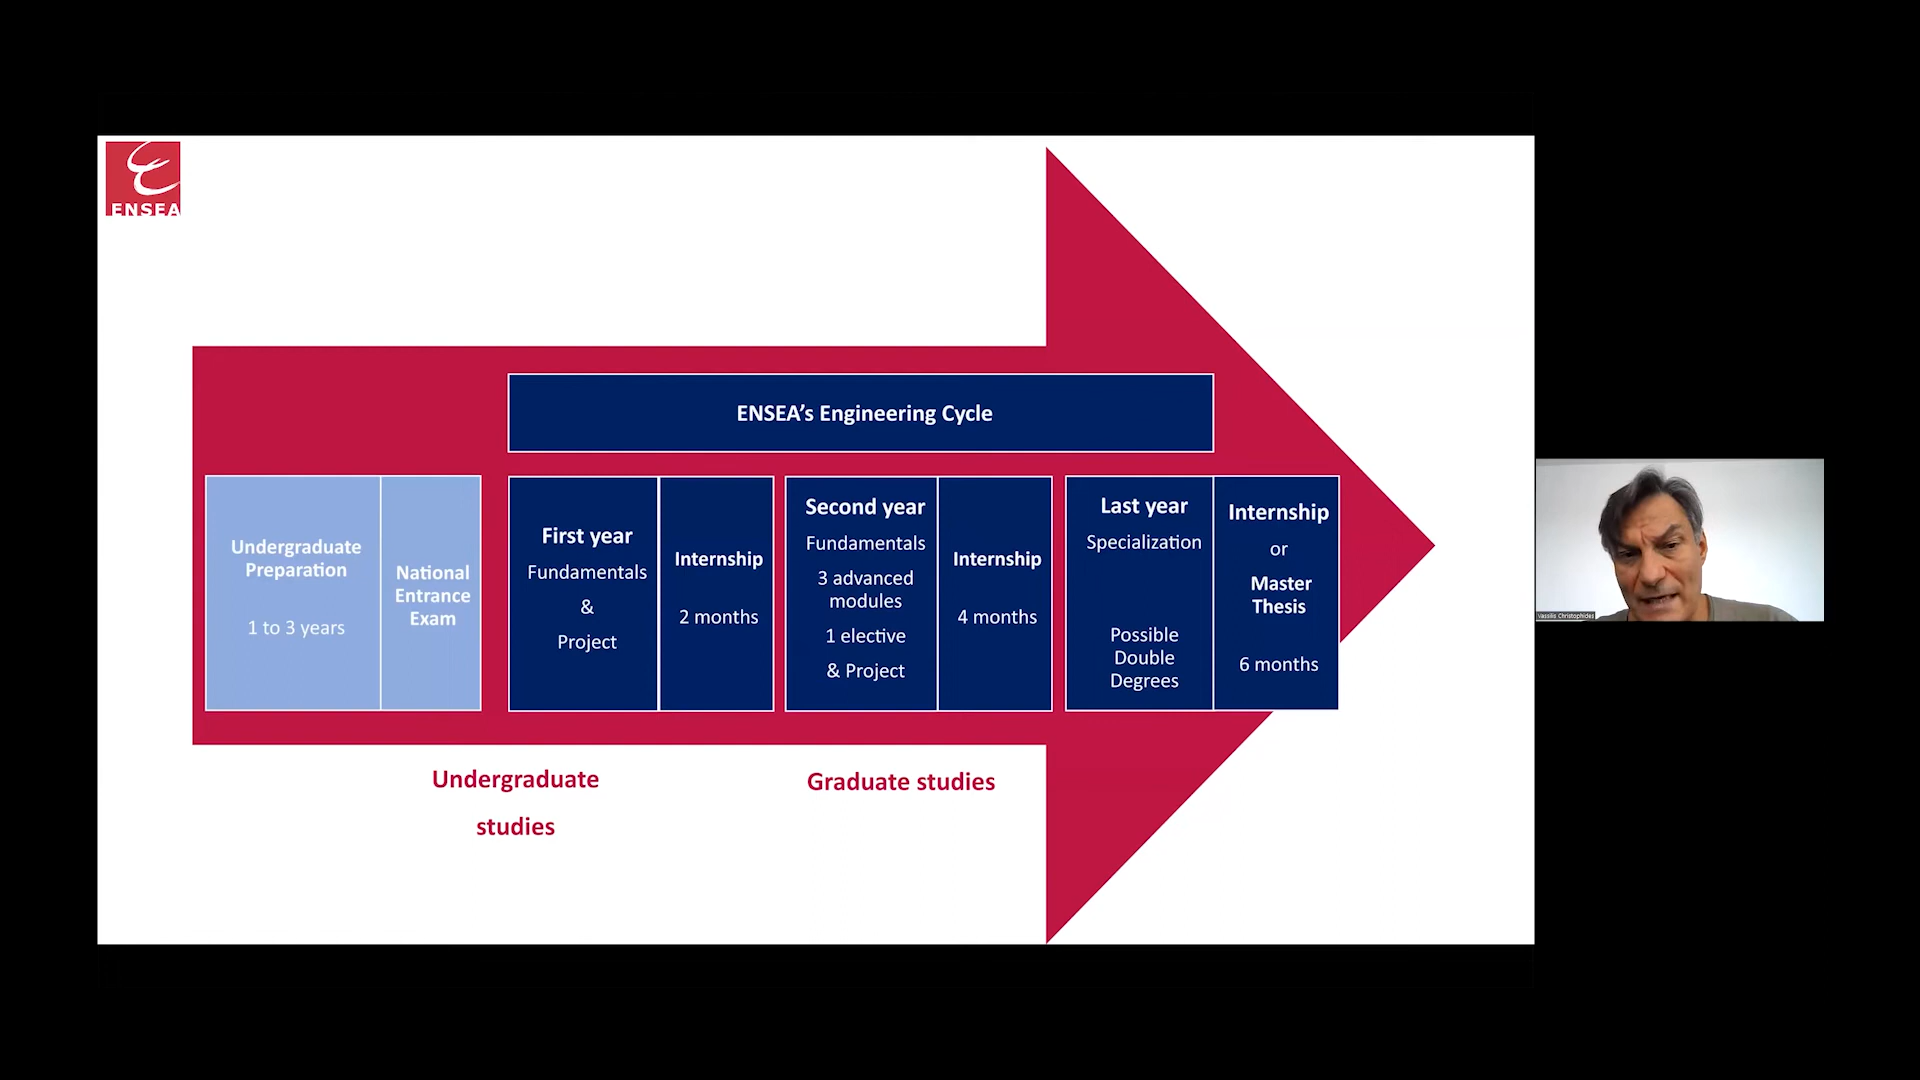 ENSEA
ENSEA's Engineering Cycle
Undergraduate
Preparation
1 to 3 years
National
Entrance
Exam
First year
Fundamentals
&
Project
Internship
2 months
Second year
Fundamentals
3 advanced
modules
1 elective
& Project
Internship
4 months
Last year
Specialization
Possible
Double
Degrees
Internship
or
Master
Thesis
6 months
Undergraduate
studies
Graduate studies
Vassilis Christophides